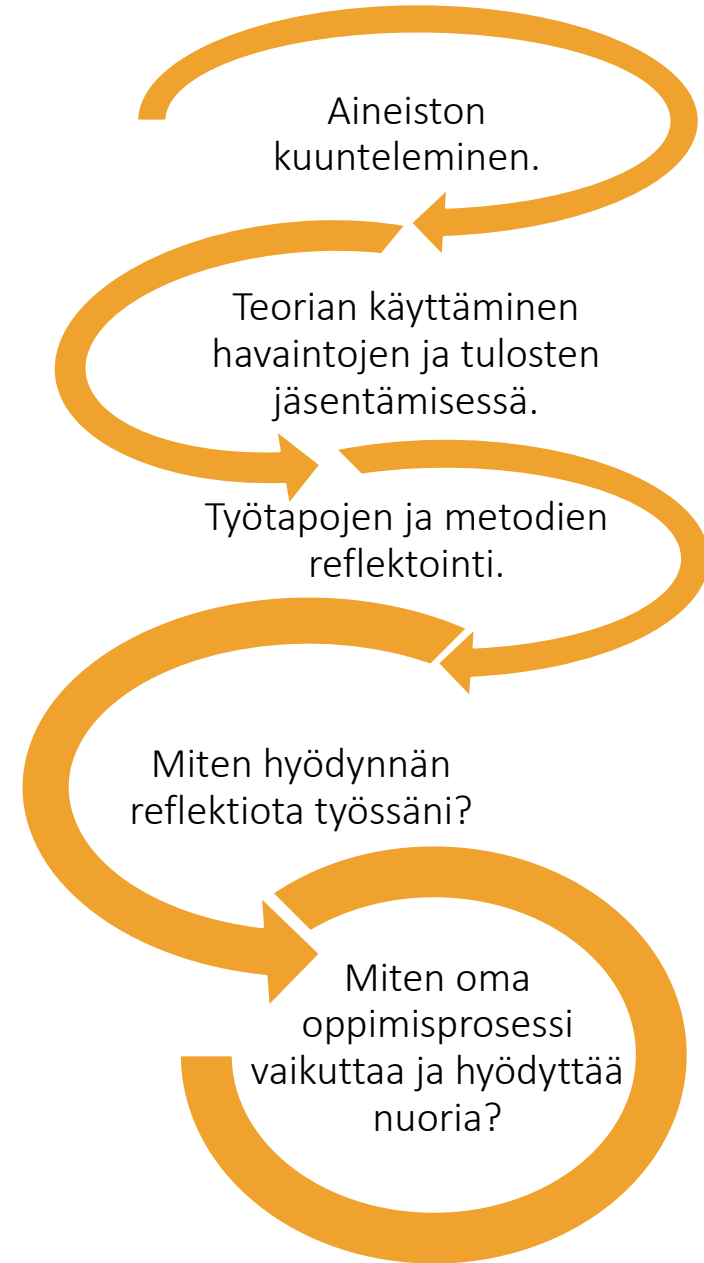 Aineiston
kuunteleminen.
Teorian käyttäminen
havaintojen ja tulosten
jäsentämisessä.
Työtapojen ja metodien
reflektointi.
Miten hyödynnän
reflektiota työssäni?
Miten oma
oppimisprosessi
vaikuttaa ja hyödyttää
nuoria?